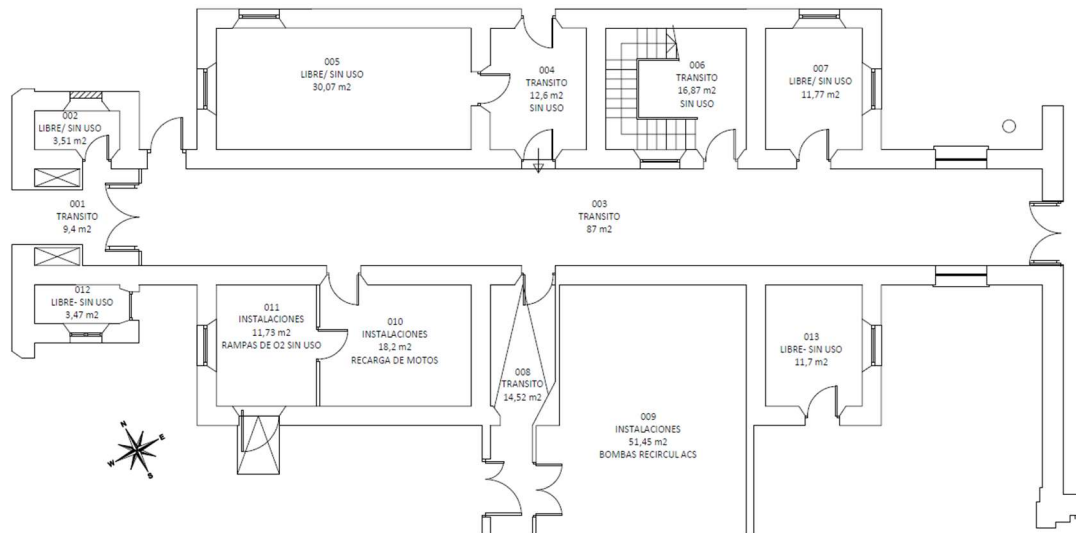 005
LIBRE/ SIN USO
30,07 m2
004
TRANSITO
12,6 m2
SIN USO
006
TRANSITO
16,87 m2
SIN USO
007
LIBRE/ SIN USO
11,77 m2
002
LIBRE/ SIN USO
3,51 m2
001
TRANSITO
9,4 m2
003
TRANSITO
87 m2
012
LIBRE- SIN USO
3,47 m2
011
INSTALACIONES
11,73 m2
RAMPAS DE O2 SIN USO
010
INSTALACIONES
18,2 m2
RECARGA DE MOTOS
008
TRANSITO
14,52 m2
009
INSTALACIONES
51,45 m2
BOMBAS RECIRCUL ACS
013
LIBRE- SIN USO
11,7 m2
N
E
W
S